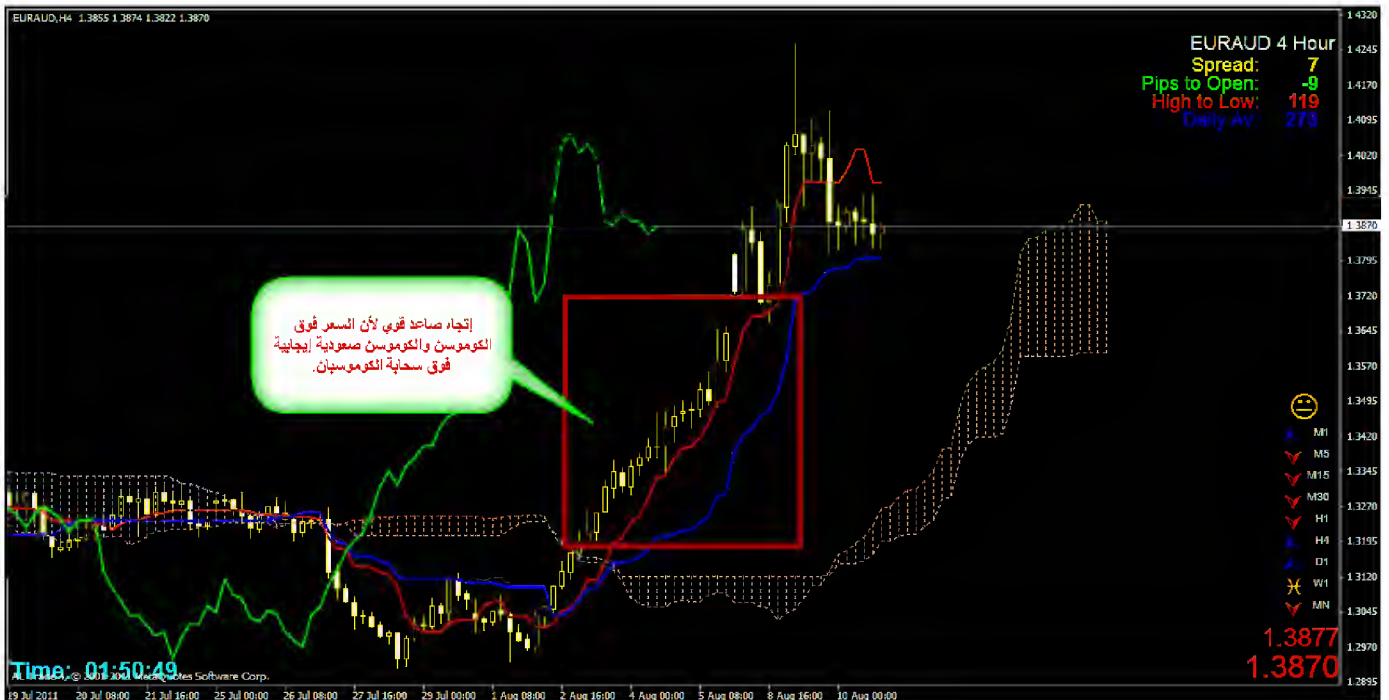 EURAUD,H4 1.3855 1.3874 1.3822 1.3870
EURAUD 4 Hour
Spread: 7
Pips to Open: -9
High to Low: 119
Daily Av: 273
إتجاه صاعد قوي لأن السعر فوق
الكوموسن والكوموسن صعودية إيجابية
فوق سحابة الكوموسبان.
1.4320
1.4245
1.4170
1.4095
1.4020
1.3945
1.3870
1.3795
1.3720
1.3645
1.3570
1.3495
1.3420
1.3345
1.3270
1.3195
1.3120
1.3045
1.2970
1.2895
M1
M5
M15
M30
H1
H4
D1
W1
MN
1.3877
1.3870
Time: 01:50:49
MetaQuotes Software Corp.
19 Jul 2011 20 Jul 08:00 21 Jul 16:00 25 Jul 00:00 26 Jul 08:00 27 Jul 16:00 29 Jul 00:00 1 Aug 08:00 2 Aug 16:00 4 Aug 00:00 5 Aug 08:00 8 Aug 16:00 10 Aug 00:00